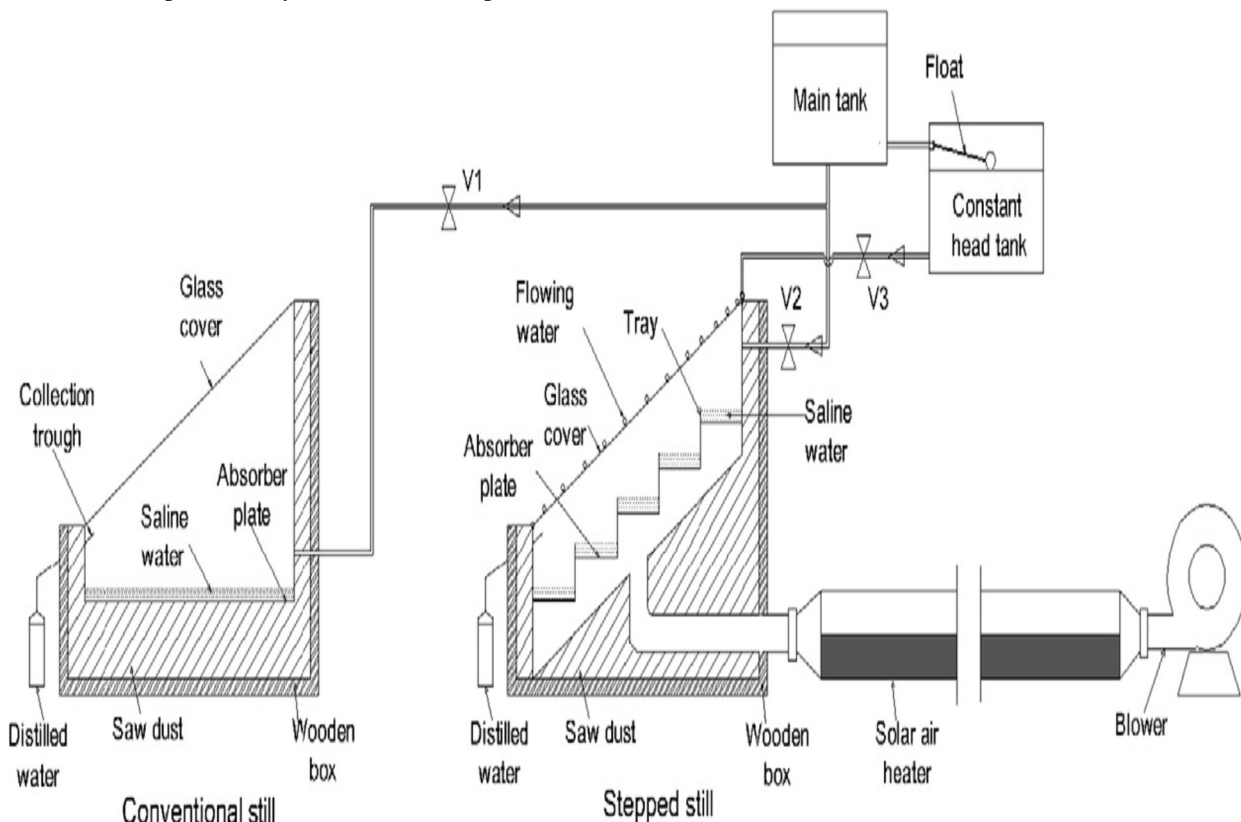 Main tank
Float
Constant
head tank
V1
V3
V2
Glass
cover
Flowing
water
Tray
Collection
trough
Glass
cover
Saline
water
Absorber
plate
Absorber
plate
Saline
water
Distilled
water
Saw dust
Wooden
box
Distilled
water
Saw dust
Wooden
box
Solar air
heater
Blower
Conventional still
Stepped still